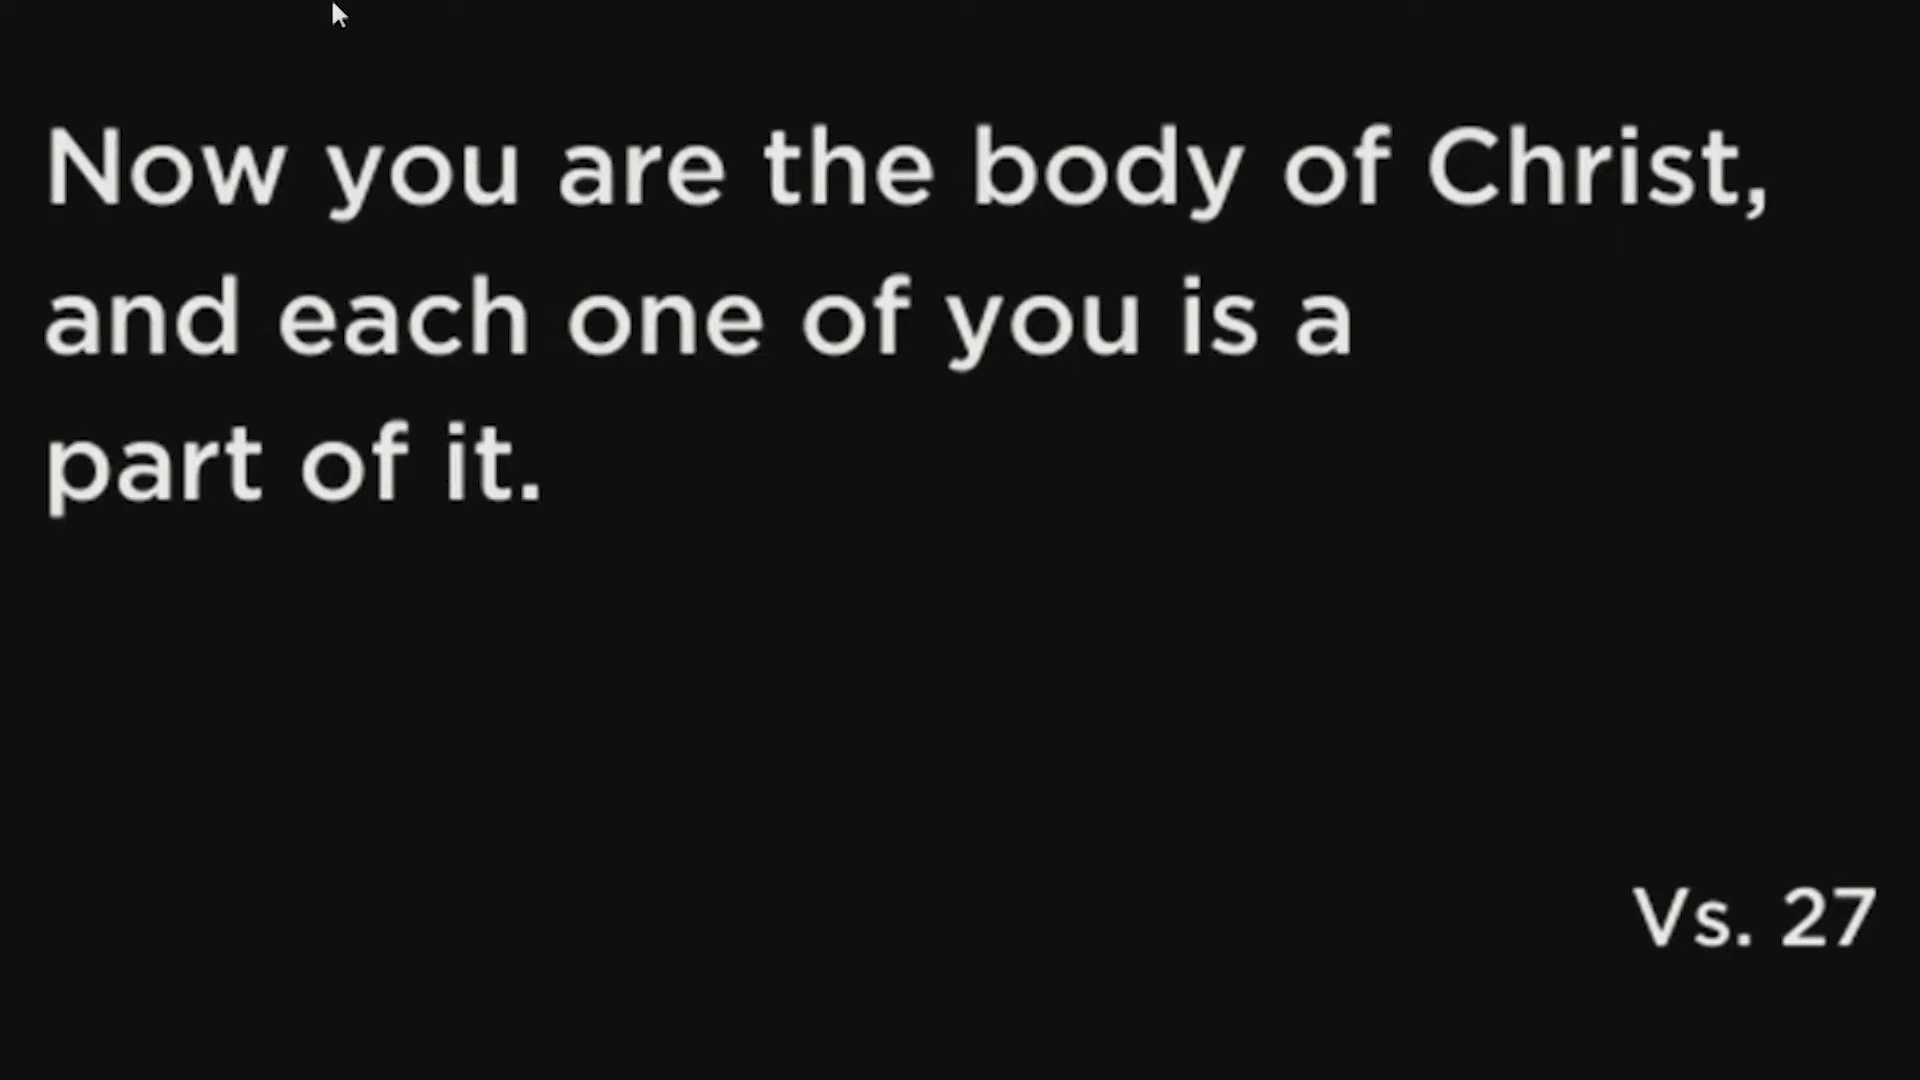 Now you are the body of Christ,
and each one of you is a
part of it.
Vs. 27